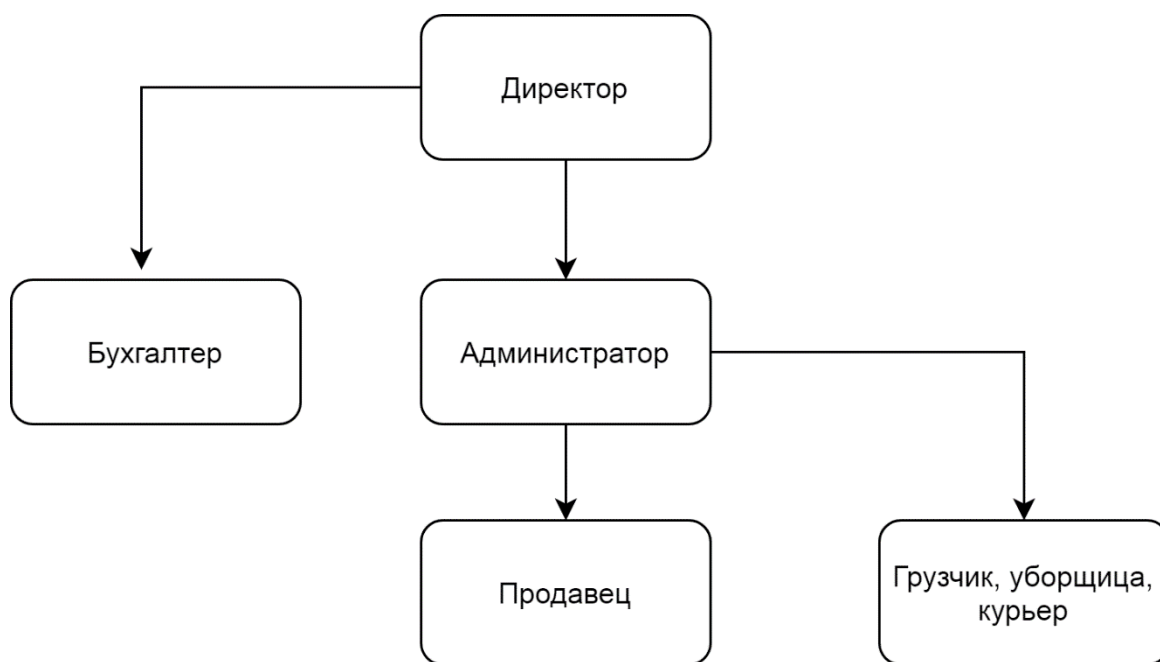 Директор
Бухгалтер
Администратор
Продавец
Грузчик, уборщица,
курьер